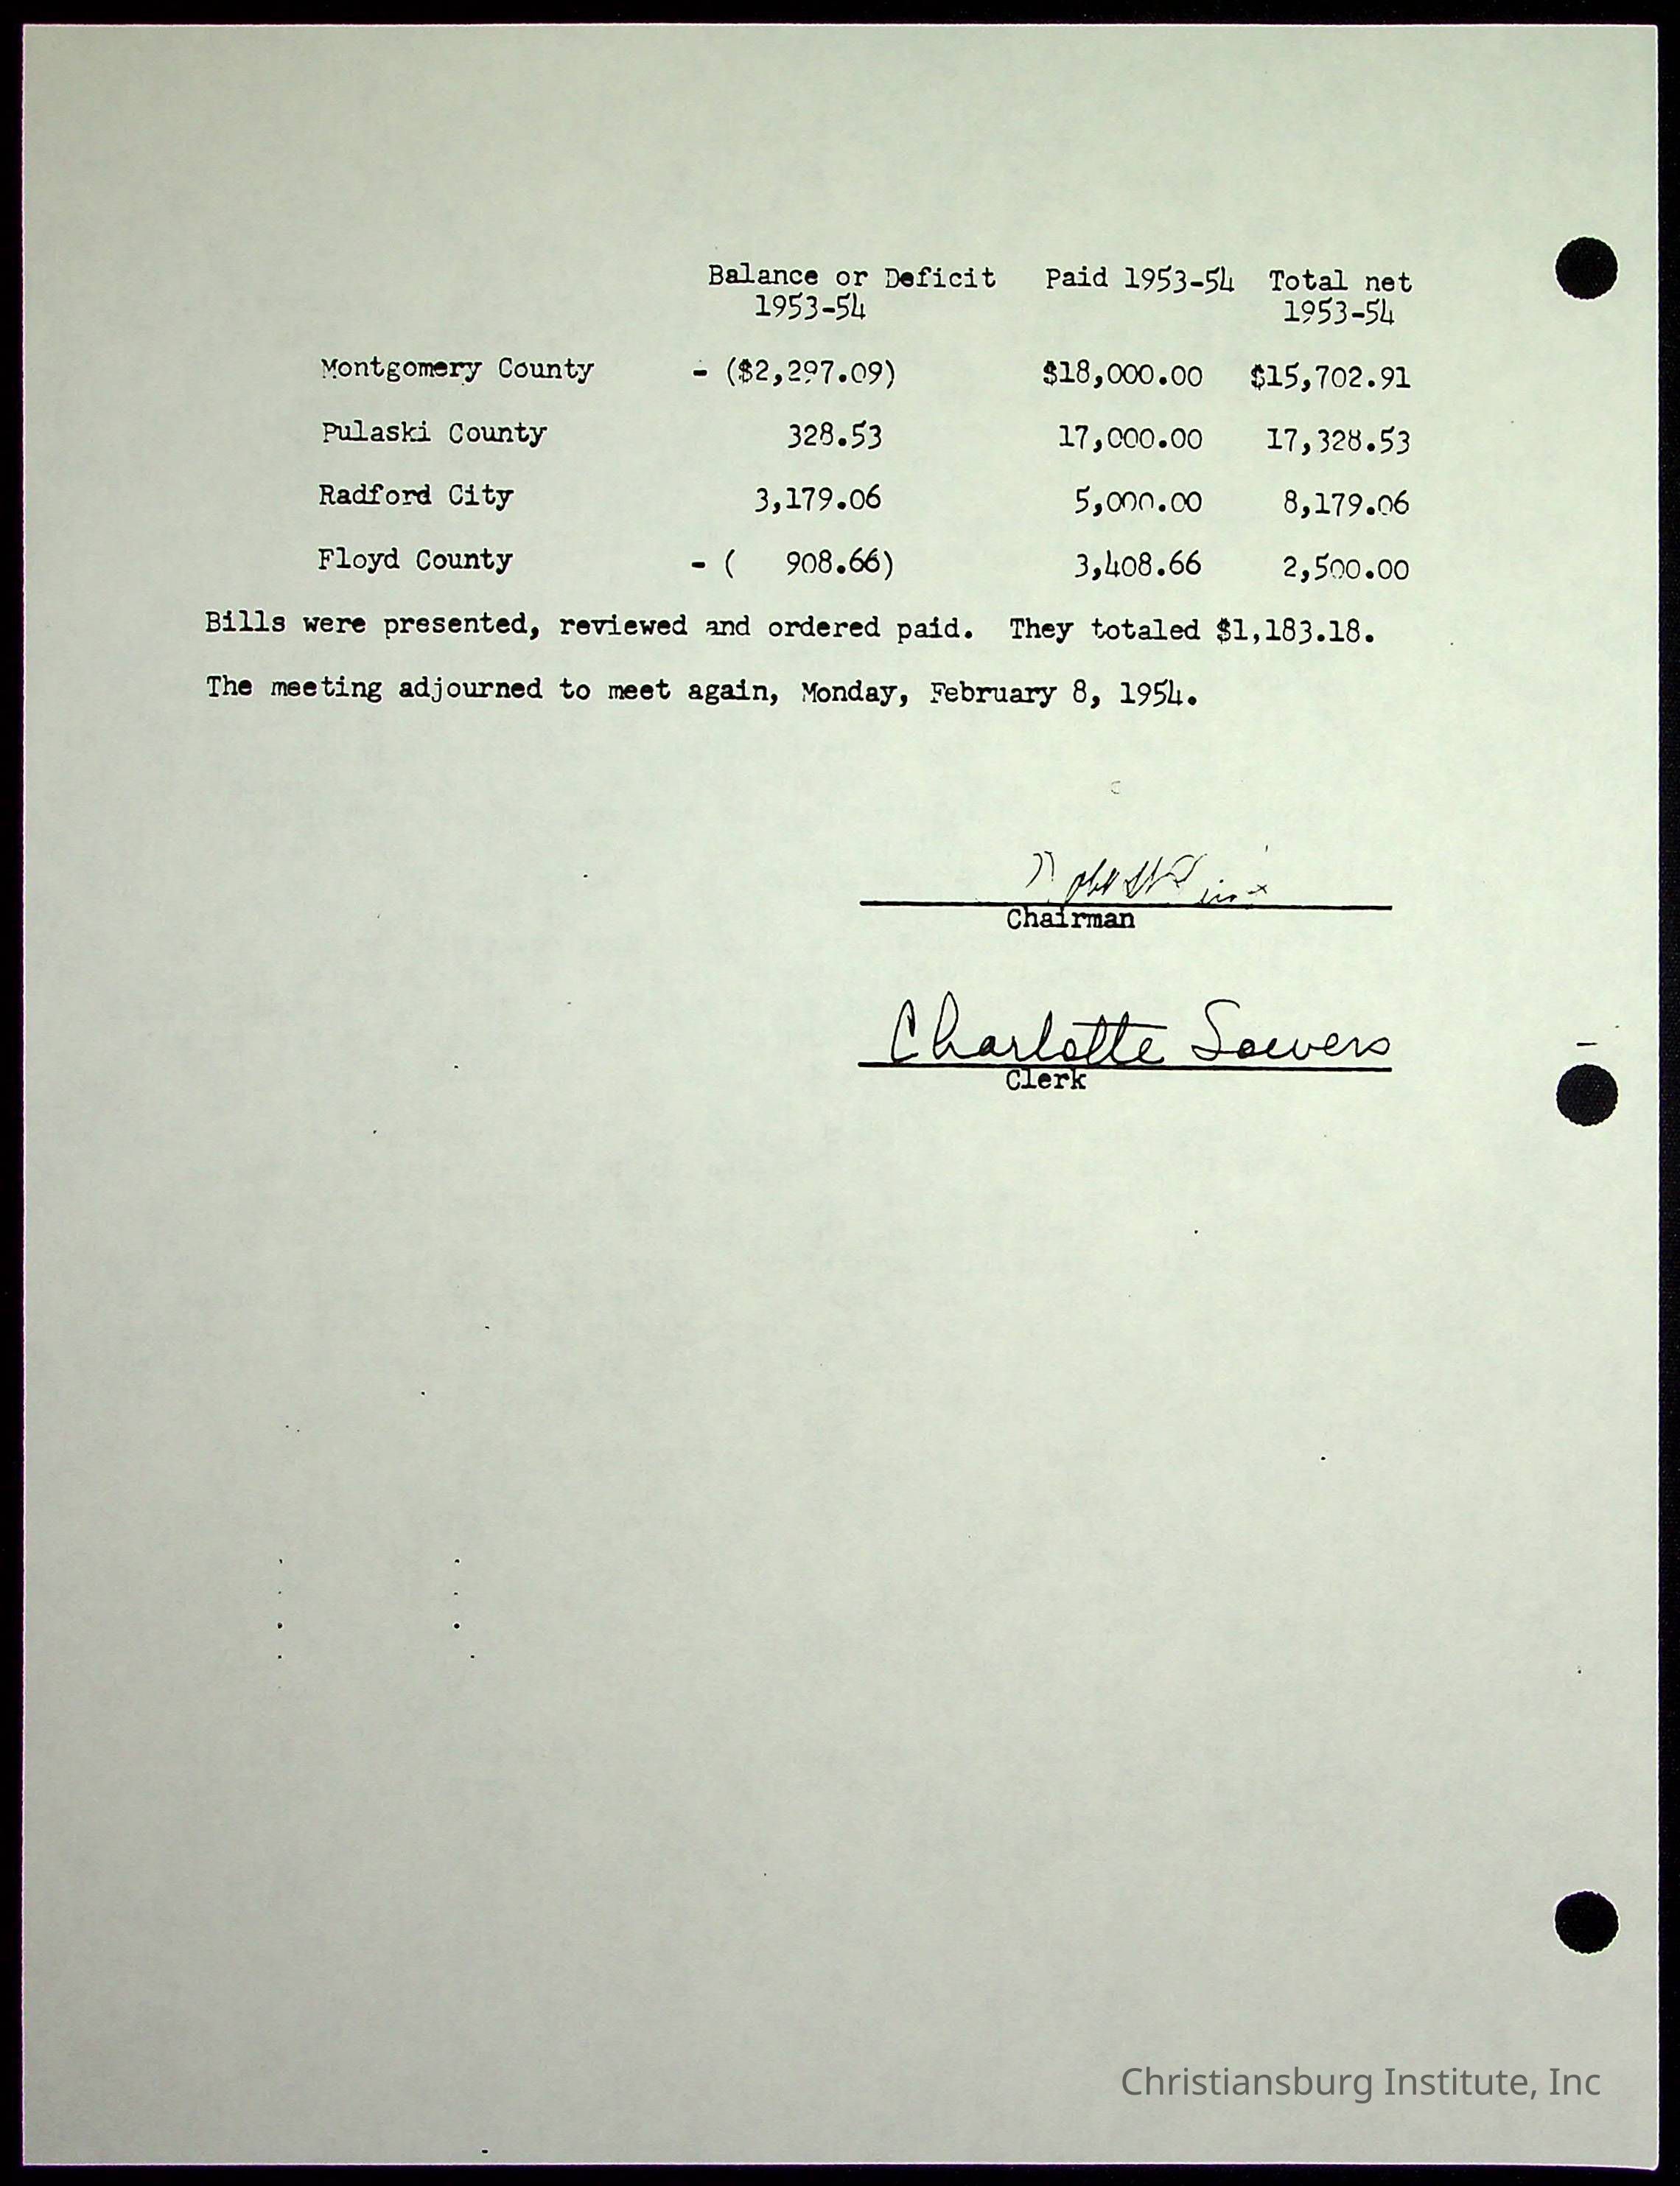 Balance or Deficit Paid 1953-54 Total net
1953-54 1953-54
Montgomery County - ($2,297.09) $18,000.00 $15,702.91
Pulaski County 328.53 17,000.00 17,328.53
Radford City 3,179.06 5,000.00 8,179.06
Floyd County - ( 908.66) 3,408.66 2,500.00
Bills were presented, reviewed and ordered paid. They totaled $1,183.18.
The meeting adjourned to meet again, Monday, February 8, 1954.
Chairman
Charlotte Sowers
Clerk
Christiansburg Institute, Inc